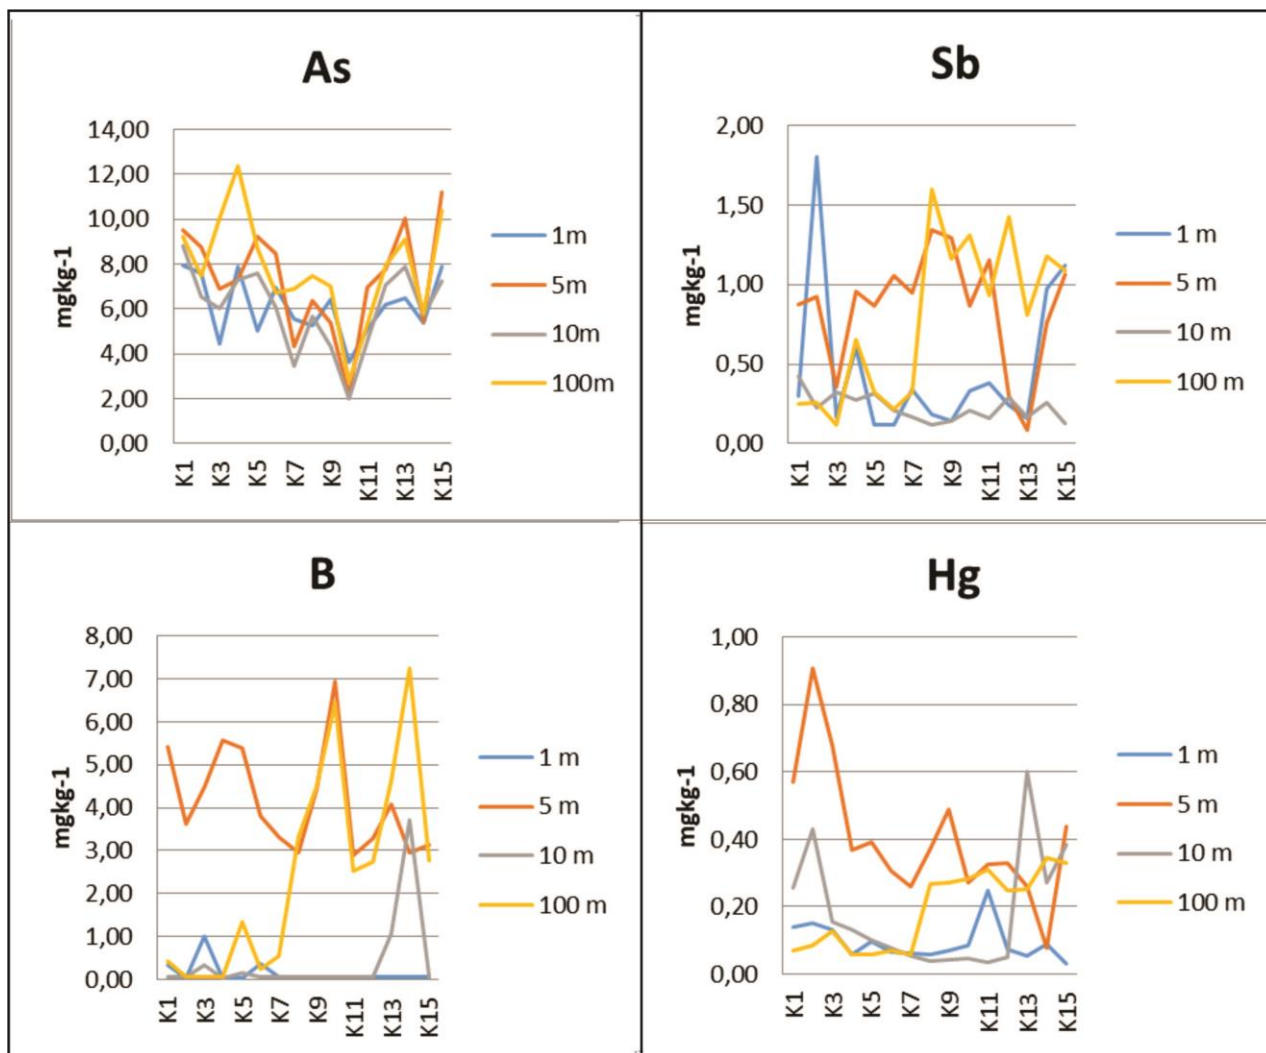 As
mgkg-1
14,00
12,00
10,00
8,00
6,00
4,00
2,00
0,00
K1
K3
K5
K7
K9
K11
K13
K15
1m
5m
10m
100m
Sb
mgkg-1
2,00
1,50
1,00
0,50
0,00
K1
K3
K5
K7
K9
K11
K13
K15
1 m
5 m
10 m
100 m
B
mgkg-1
8,00
7,00
6,00
5,00
4,00
3,00
2,00
1,00
0,00
K1
K3
K5
K7
K9
K11
K13
K15
1 m
5 m
10 m
100 m
Hg
mgkg-1
1,00
0,80
0,60
0,40
0,20
0,00
K1
K3
K5
K7
K9
K11
K13
K15
1 m
5 m
10 m
100 m